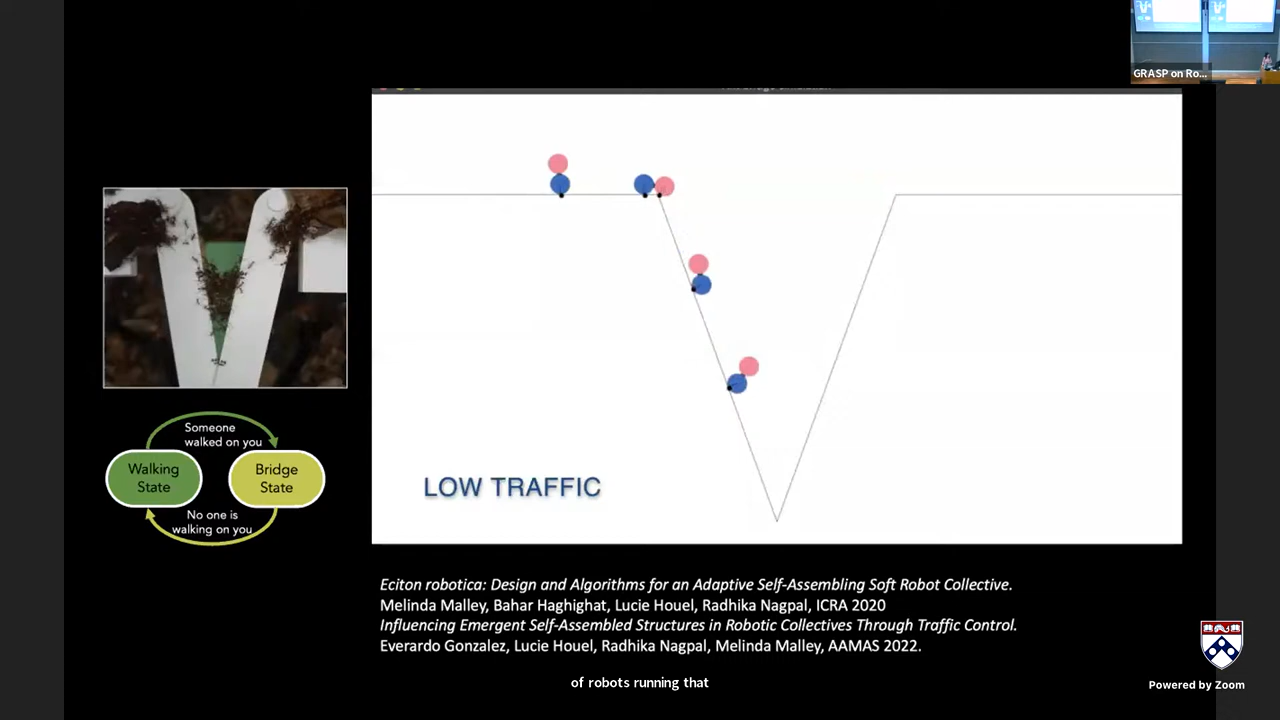 GRASP on Ro...
Someone
walked on you
Walking
State
Bridge
State
No one is
walking on you
LOW TRAFFIC
Eciton robotica: Design and Algorithms for an Adaptive Self-Assembling Soft Robot Collective.
Melinda Malley, Bahar Haghighat, Lucie Houel, Radhika Nagpal, ICRA 2020
Influencing Emergent Self-Assembled Structures in Robotic Collectives Through Traffic Control.
Everardo Gonzalez, Lucie Houel, Radhika Nagpal, Melinda Malley, AAMAS 2022.
of robots running that
Powered by Zoom